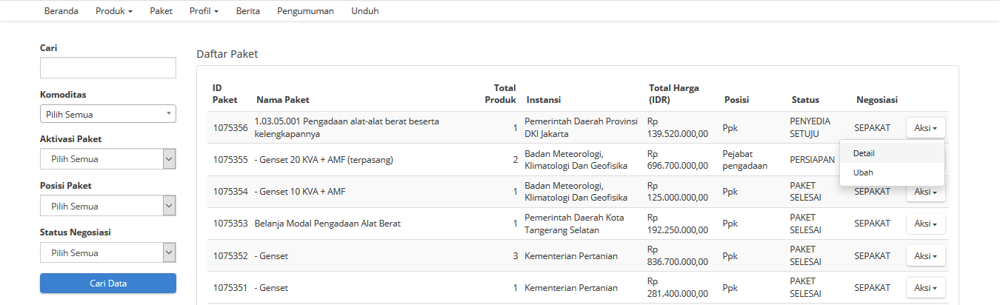 Beranda Produk Paket Profil Berita Pengumuman Unduh
Cari
Komoditas
Pilih Semua
Aktivasi Paket
Pilih Semua
Posisi Paket
Pilih Semua
Status Negosiasi
Pilih Semua
Cari Data
Daftar Paket
ID Paket Nama Paket Total Produk Instansi Total Harga (IDR) Posisi Status Negosiasi
1075356 1.03.05.001 Pengadaan alat-alat berat beserta kelengkapannya 1 Pemerintah Daerah Provinsi DKI Jakarta Rp 139.520.000,00 Ppk PENYEDIA SETUJU SEPAKAT Aksi
Detail
Ubah
1075355 - Genset 20 KVA + AMF (terpasang) 2 Badan Meteorologi, Klimatologi Dan Geofisika Rp 696.700.000,00 Pejabat pengadaan PERSIAPAN
1075354 - Genset 10 KVA + AMF 1 Badan Meteorologi, Klimatologi Dan Geofisika Rp 125.000.000,00 Ppk PAKET SELESAI SEPAKAT Aksi
1075353 Belanja Modal Pengadaan Alat Berat 1 Pemerintah Daerah Kota Tangerang Selatan Rp 192.250.000,00 Ppk PAKET SELESAI SEPAKAT Aksi
1075352 - Genset 3 Kementerian Pertanian Rp 836.700.000,00 Ppk PAKET SELESAI SEPAKAT Aksi
1075351 - Genset 1 Kementerian Pertanian Rp 281.400.000,00 Ppk PAKET SELESAI SEPAKAT Aksi